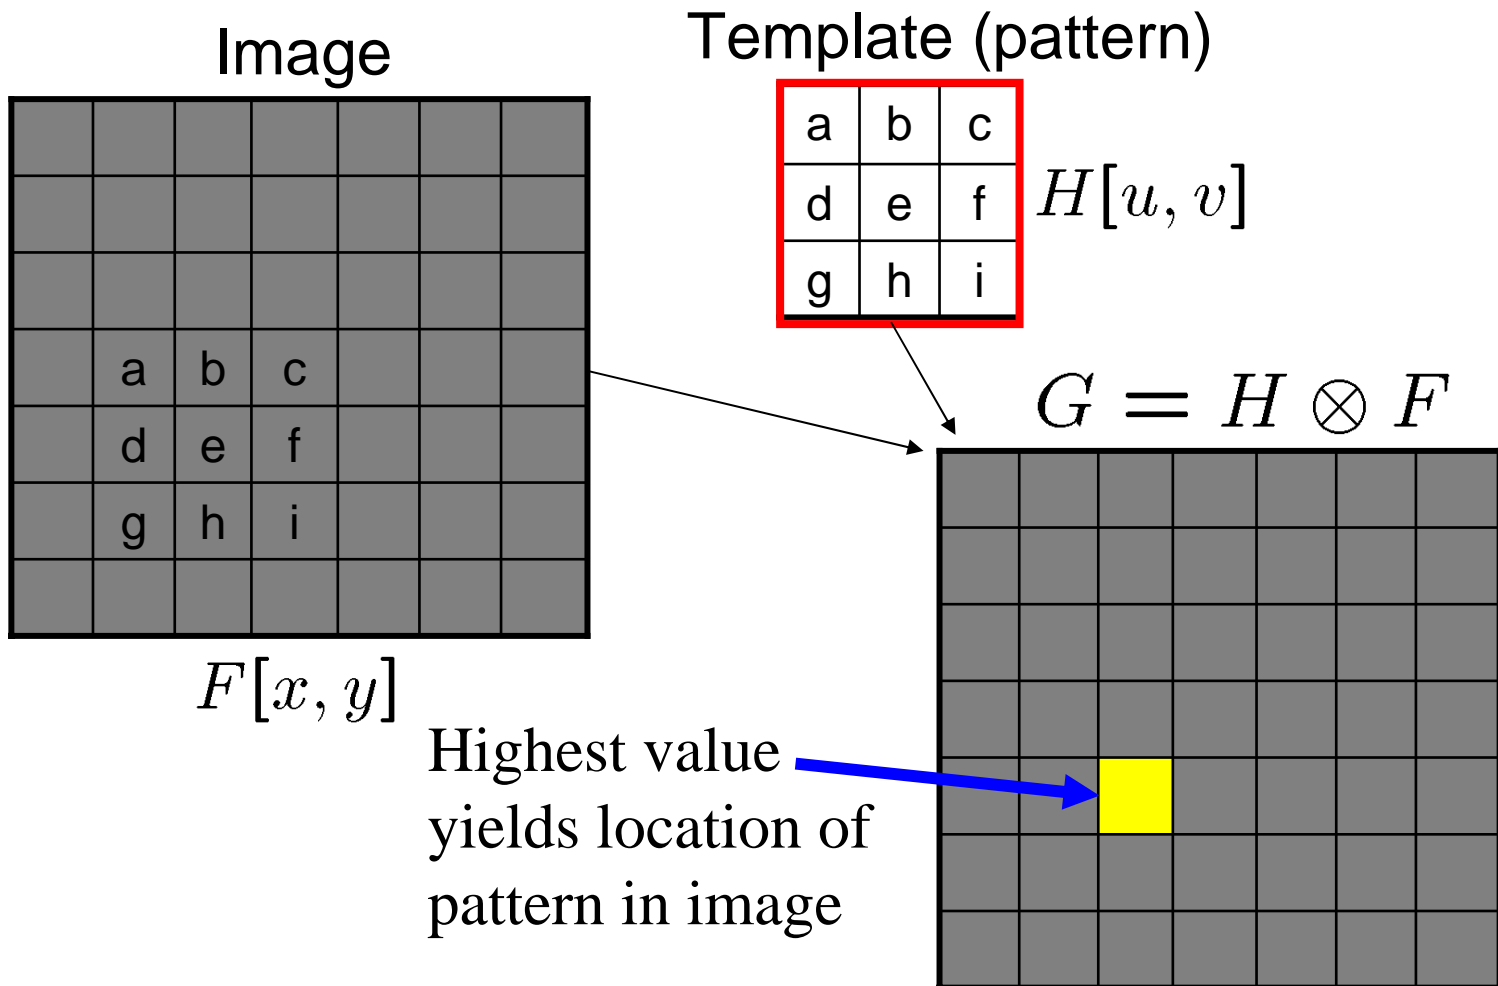 Image
Template (pattern)
a b c
d e f
g h i
H[u, v]
a b c
d e f
g h i
F[x, y]
G = H ⊗ F
Highest value
yields location of
pattern in image